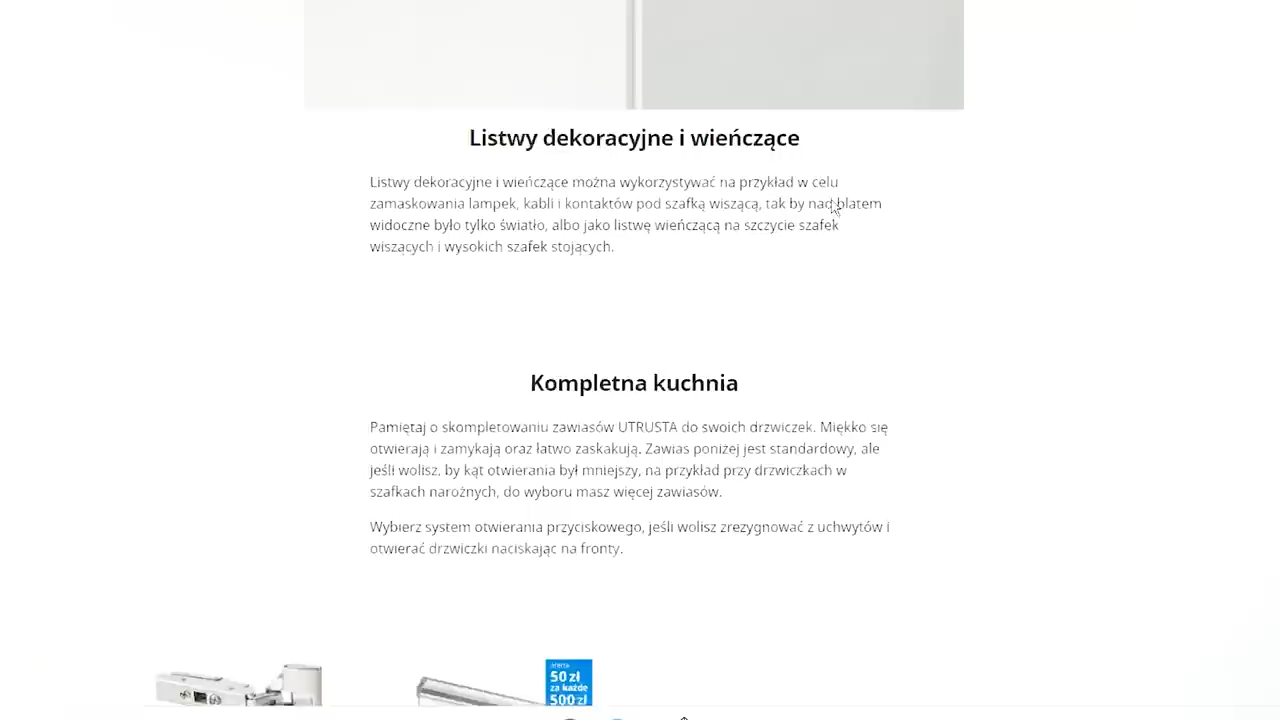 Listwy dekoracyjne i wieńczące
Listwy dekoracyjne i wieńczące można wykorzystywać na przykład w celu
zamaskowania lampek, kabli i kontaktów pod szafką wiszącą, tak by nad blatem
widoczne było tylko światło, albo jako listwę wieńczącą na szczycie szafek
wiszących i wysokich szafek stojących.
Kompletna kuchnia
Pamiętaj o skompletowaniu zawiasów UTRUSTA do swoich drzwiczek. Miękko się
otwierają i zamykają oraz łatwo zaskakują. Zawias poniżej jest standardowy, ale
jeśli wolisz, by kąt otwierania był mniejszy, na przykład przy drzwiczkach w
szafkach narożnych, do wyboru masz więcej zawiasów.
Wybierz system otwierania przyciskowego, jeśli wolisz zrezygnować z uchwytów i
otwierać drzwiczki naciskając na fronty.
50 zł
za każde
500 zł